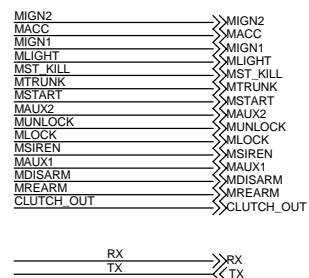 MIGN2 MIGN2
MACC MACC
MIGN1 MIGN1
MLIGHT MLIGHT
MST_KILL MST_KILL
MTRUNK MTRUNK
MSTART MSTART
MAUX2 MAUX2
MUNLOCK MUNLOCK
MLOCK MLOCK
MSIREN MSIREN
MAUX1 MAUX1
MDISARM MDISARM
MREARM MREARM
CLUTCH_OUT CLUTCH_OUT
RX RX
TX TX